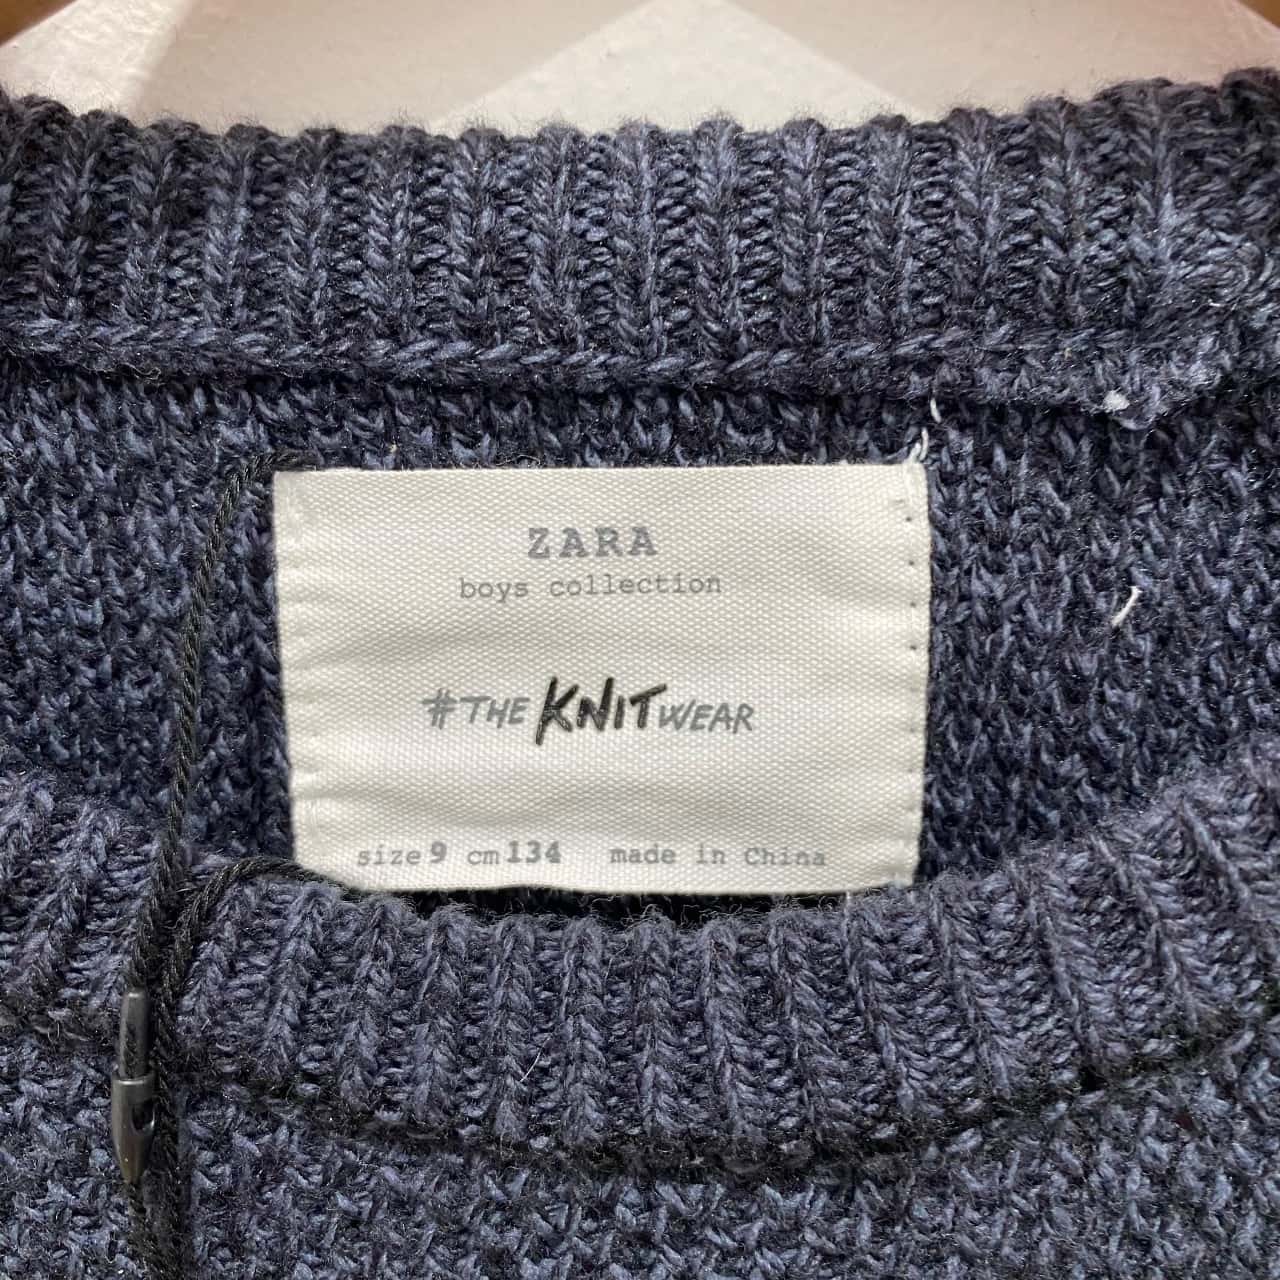 ZARA
boys collection
#THE KNITWEAR
size 9 cm 134 made in China